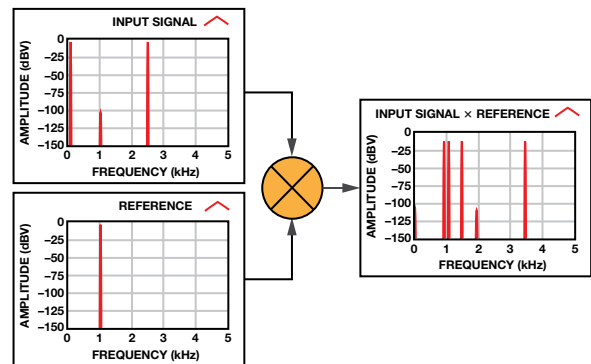 INPUT SIGNAL
AMPLITUDE (dBV)
0
–25
–50
–75
–100
–125
–150
0 1 2 3 4 5
FREQUENCY (kHz)
REFERENCE
AMPLITUDE (dBV)
0
–25
–50
–75
–100
–125
–150
0 1 2 3 4 5
FREQUENCY (kHz)
INPUT SIGNAL × REFERENCE
AMPLITUDE (dBV)
0
–25
–50
–75
–100
–125
–150
0 1 2 3 4 5
FREQUENCY (kHz)